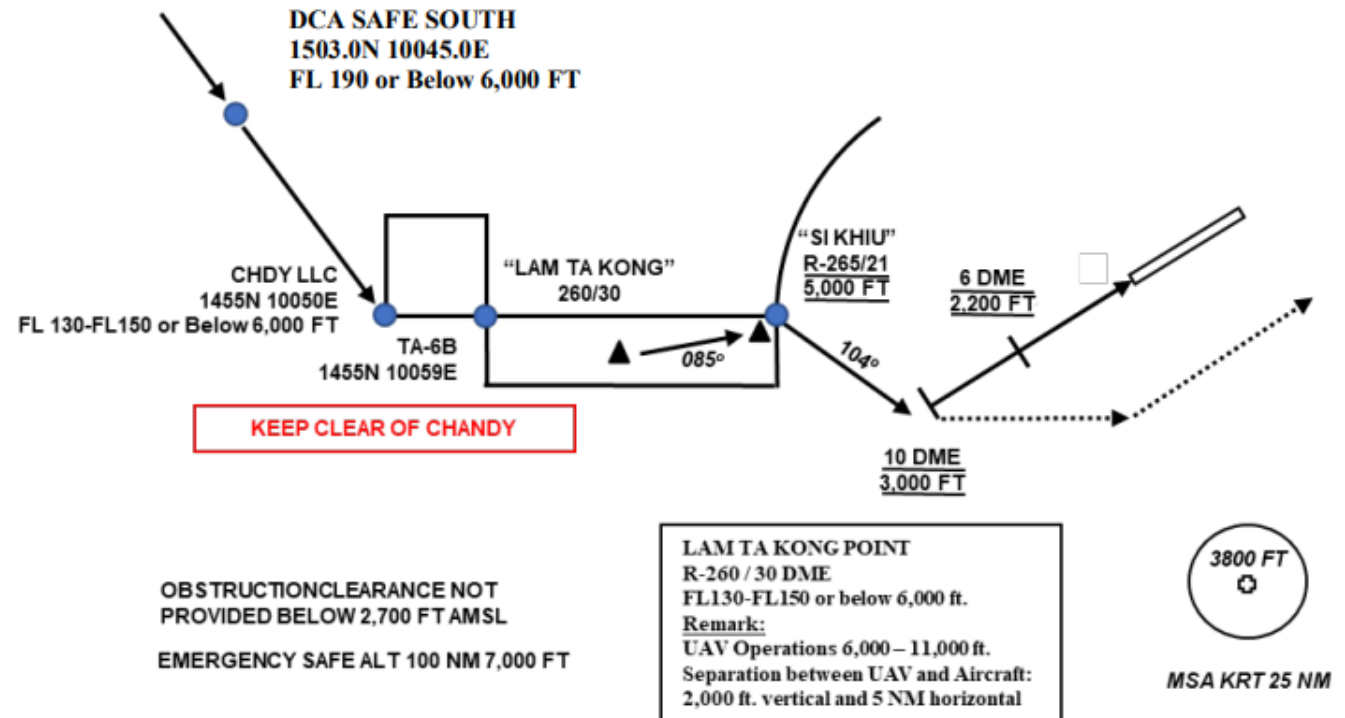 DCA SAFE SOUTH
1503.0N 10045.0E
FL 190 or Below 6,000 FT
CHDY LLC
1455N 10050E
FL 130-FL150 or Below 6,000 FT
TA-6B
1455N 10059E
"LAM TA KONG"
260/30
085º
"SI KHIU"
R-265/21
5,000 FT
104º
6 DME
2,200 FT
10 DME
3,000 FT
KEEP CLEAR OF CHANDY
OBSTRUCTIONCLEARANCE NOT
PROVIDED BELOW 2,700 FT AMSL
EMERGENCY SAFE ALT 100 NM 7,000 FT
LAM TA KONG POINT
R-260 / 30 DME
FL130-FL150 or below 6,000 ft.
Remark:
UAV Operations 6,000 – 11,000 ft.
Separation between UAV and Aircraft:
2,000 ft. vertical and 5 NM horizontal
3800 FT
MSA KRT 25 NM